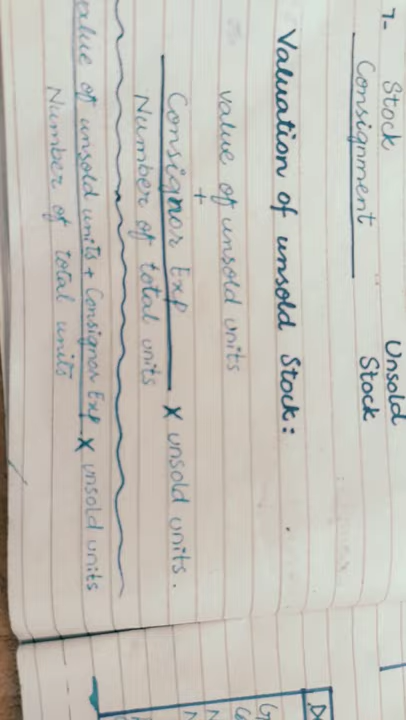 7- Stock Unsold
Consignment Stock
Valuation of unsold Stock:
value of unsold units
+
Consignor Exp X unsold units.
Number of total units
value of unsold units + Consignor Exp. X unsold units
Number of total units